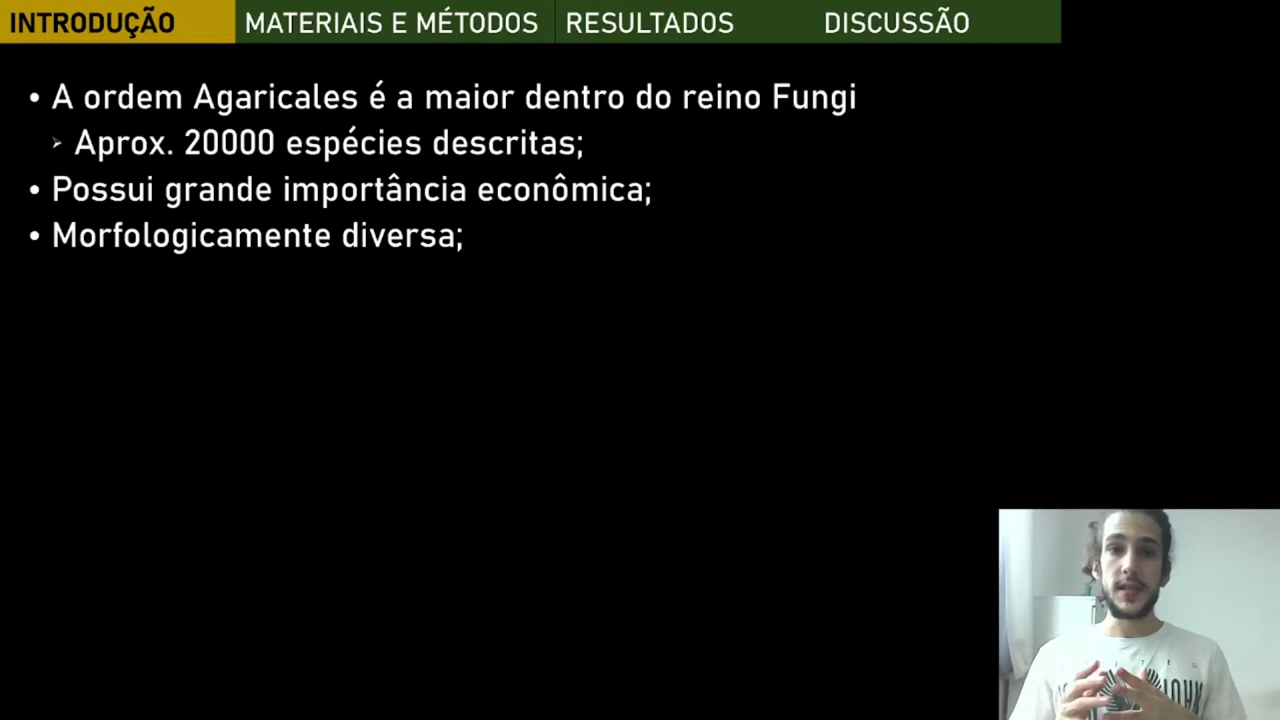 INTRODUÇÃO MATERIAIS E MÉTODOS RESULTADOS DISCUSSÃO
• A ordem Agaricales é a maior dentro do reino Fungi
➢ Aprox. 20000 espécies descritas;
• Possui grande importância econômica;
• Morfologicamente diversa;